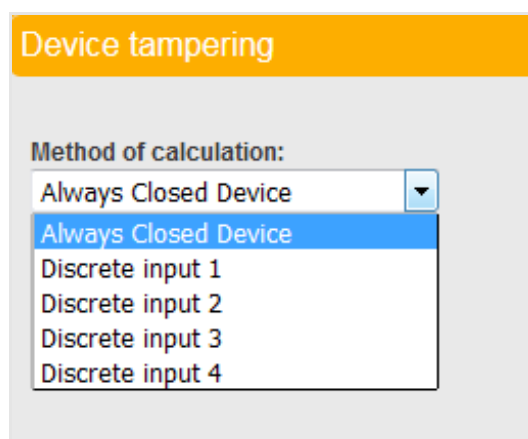 Device tampering
Method of calculation:
Always Closed Device
Always Closed Device
Discrete input 1
Discrete input 2
Discrete input 3
Discrete input 4